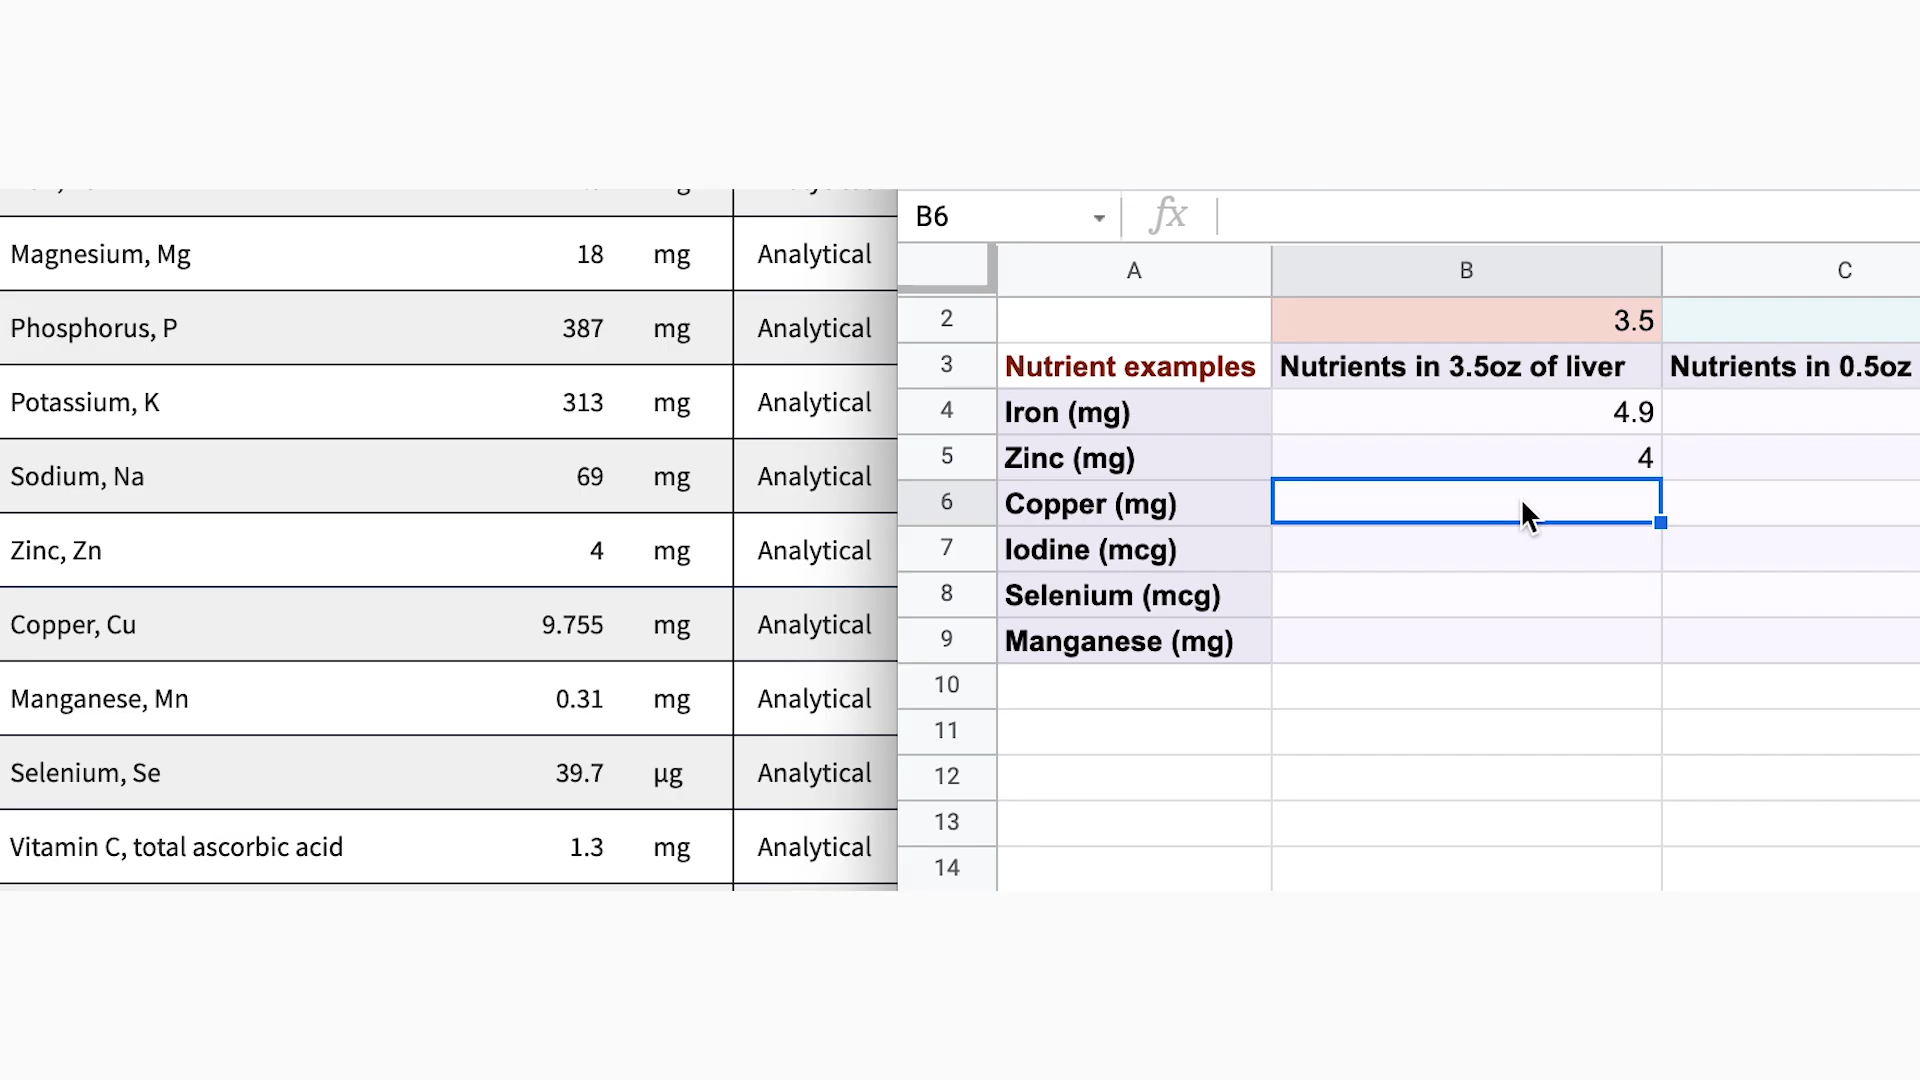 Magnesium, Mg 18 mg Analytical
Phosphorus, P 387 mg Analytical
Potassium, K 313 mg Analytical
Sodium, Na 69 mg Analytical
Zinc, Zn 4 mg Analytical
Copper, Cu 9.755 mg Analytical
Manganese, Mn 0.31 mg Analytical
Selenium, Se 39.7 µg Analytical
Vitamin C, total ascorbic acid 1.3 mg Analytical
B6 fx
A B C
2 3.5
3 Nutrient examples Nutrients in 3.5oz of liver Nutrients in 0.5oz
4 Iron (mg) 4.9
5 Zinc (mg) 4
6 Copper (mg)
7 Iodine (mcg)
8 Selenium (mcg)
9 Manganese (mg)
10
11
12
13
14